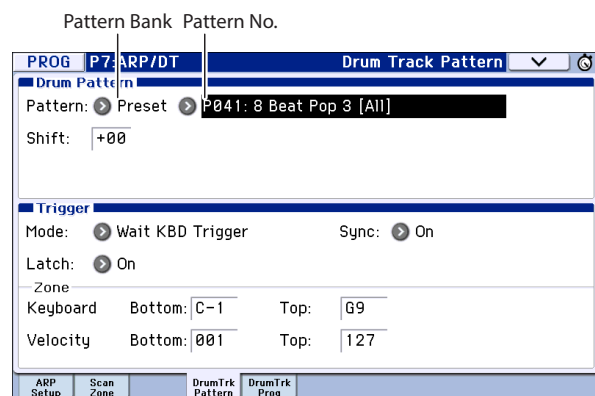 Pattern Bank Pattern No.
PROG P7:ARP/DT Drum Track Pattern
Drum Pattern
Pattern: Preset P041: 8 Beat Pop 3 [All]
Shift: +00
Trigger
Mode: Wait KBD Trigger Sync: On
Latch: On
Zone
Keyboard Bottom: C-1 Top: G9
Velocity Bottom: 001 Top: 127
ARP Setup Scan Zone DrumTrk Pattern DrumTrk Prog